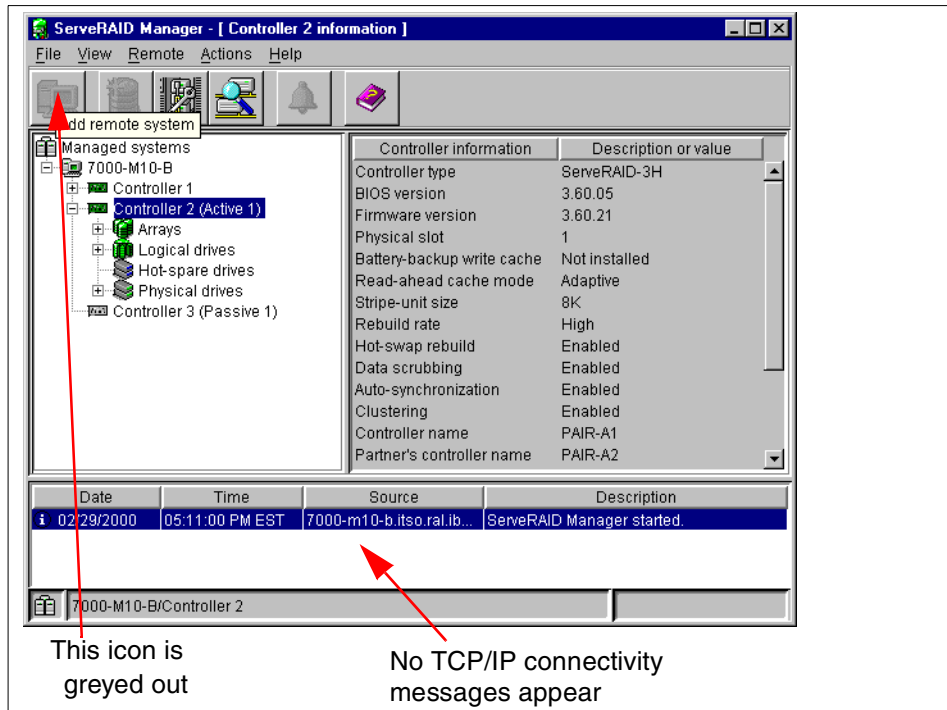 ServeRAID Manager - [ Controller 2 information ]
File View Remote Actions Help
dd remote system
Managed systems
7000-M10-B
Controller 1
Controller 2 (Active 1)
Arrays
Logical drives
Hot-spare drives
Physical drives
Controller 3 (Passive 1)
Controller information Description or value
Controller type ServeRAID-3H
BIOS version 3.60.05
Firmware version 3.60.21
Physical slot 1
Battery-backup write cache Not installed
Read-ahead cache mode Adaptive
Stripe-unit size 8K
Rebuild rate High
Hot-swap rebuild Enabled
Data scrubbing Enabled
Auto-synchronization Enabled
Clustering Enabled
Controller name PAIR-A1
Partner's controller name PAIR-A2
Date Time Source Description
02/29/2000 05:11:00 PM EST 7000-m10-b.itso.ral.ib... ServeRAID Manager started.
7000-M10-B/Controller 2
This icon is
greyed out
No TCP/IP connectivity
messages appear